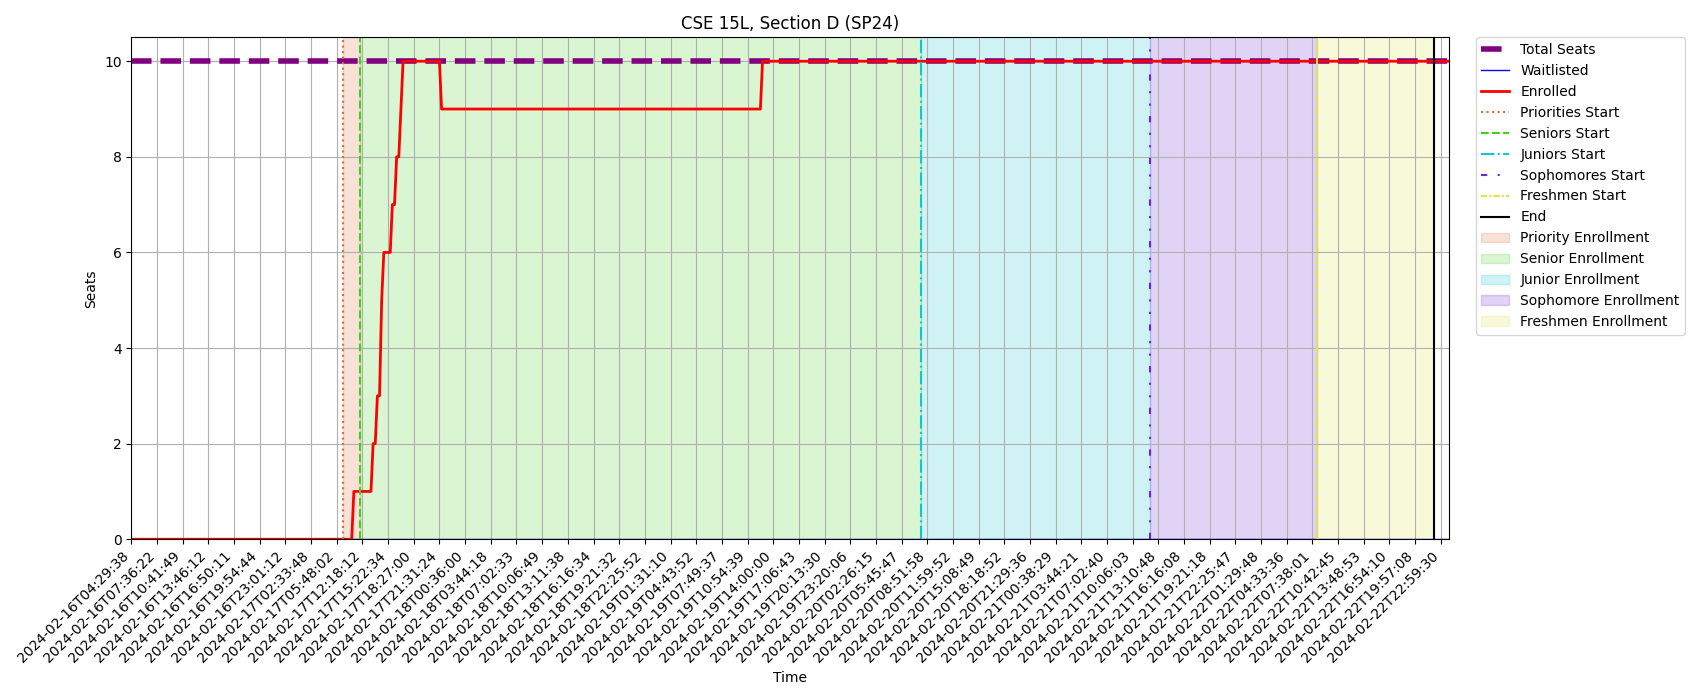 CSE 15L, Section D (SP24)
Seats
10
8
6
4
2
0
Total Seats
Waitlisted
Enrolled
Priorities Start
Seniors Start
Juniors Start
Sophomores Start
Freshmen Start
End
Priority Enrollment
Senior Enrollment
Junior Enrollment
Sophomore Enrollment
Freshmen Enrollment
2024-02-16T04:29:38
2024-02-16T07:36:22
2024-02-16T10:41:49
2024-02-16T13:46:12
2024-02-16T16:50:11
2024-02-16T19:54:44
2024-02-16T23:01:12
2024-02-17T02:33:48
2024-02-17T05:48:02
2024-02-17T12:18:12
2024-02-17T15:22:34
2024-02-17T18:27:00
2024-02-17T21:31:24
2024-02-18T00:36:00
2024-02-18T03:44:18
2024-02-18T07:02:33
2024-02-18T10:06:49
2024-02-18T13:11:38
2024-02-18T16:16:34
2024-02-18T19:21:32
2024-02-18T22:25:52
2024-02-19T01:31:10
2024-02-19T04:43:52
2024-02-19T07:49:37
2024-02-19T10:54:39
2024-02-19T14:00:00
2024-02-19T17:06:43
2024-02-19T20:13:30
2024-02-19T23:20:06
2024-02-20T02:26:15
2024-02-20T05:45:47
2024-02-20T08:51:58
2024-02-20T11:59:52
2024-02-20T15:08:49
2024-02-20T18:18:52
2024-02-20T21:29:36
2024-02-21T00:38:29
2024-02-21T03:44:21
2024-02-21T07:02:40
2024-02-21T10:06:03
2024-02-21T13:10:48
2024-02-21T16:16:08
2024-02-21T19:21:18
2024-02-21T22:25:47
2024-02-22T01:29:48
2024-02-22T04:33:36
2024-02-22T07:38:01
2024-02-22T10:42:45
2024-02-22T13:48:53
2024-02-22T16:54:10
2024-02-22T19:57:08
2024-02-22T22:59:30
Time